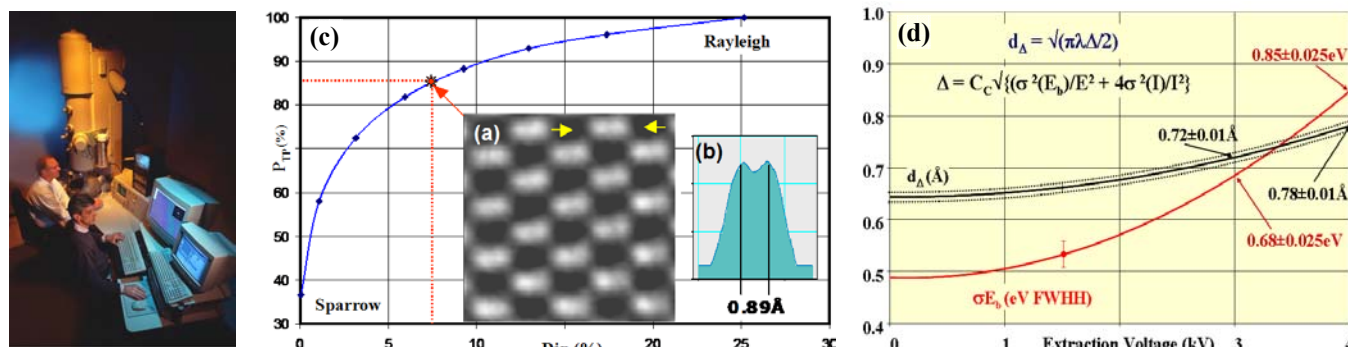 (c)
100
90
80
70
60
50
40
30
P_TP (%)
Rayleigh
Sparrow
(a)
(b)
0.89Å
0
5
10
15
20
25
30
Dip (%)
(d)
1.0
0.9
0.8
0.7
0.6
0.5
0.4
d_Δ = √(πλΔ/2)
Δ = C_C√{(σ²(E_b)/E² + 4σ²(I)/I²}
0.85±0.025eV
0.72±0.01Å
d_Δ(Å)
0.78±0.01Å
0.68±0.025eV
σE_b (eV FWHH)
0
1
3
4
Extraction Voltage (kV)